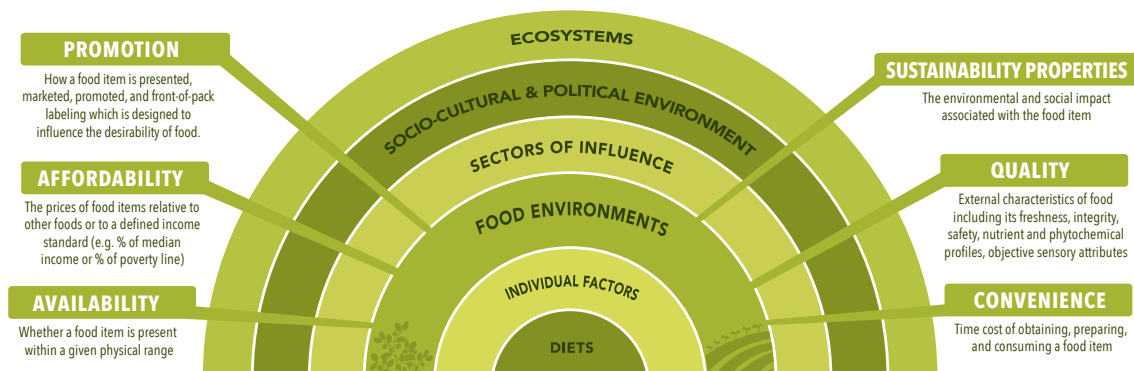 PROMOTION
How a food item is presented,
marketed, promoted, and front-of-pack
labeling which is designed to
influence the desirability of food.
AFFORDABILITY
The prices of food items relative to
other foods or to a defined income
standard (e.g. % of median
income or % of poverty line)
AVAILABILITY
Whether a food item is present
within a given physical range
ECOSYSTEMS
SOCIO-CULTURAL & POLITICAL ENVIRONMENT
SECTORS OF INFLUENCE
FOOD ENVIRONMENTS
INDIVIDUAL FACTORS
DIETS
SUSTAINABILITY PROPERTIES
The environmental and social impact
associated with the food item
QUALITY
External characteristics of food
including its freshness, integrity,
safety, nutrient and phytochemical
profiles, objective sensory attributes
CONVENIENCE
Time cost of obtaining, preparing,
and consuming a food item